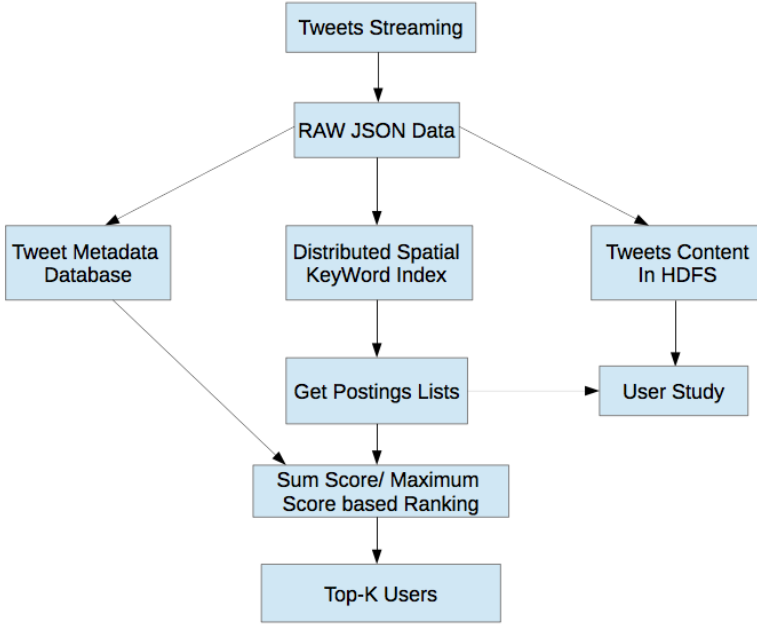 Tweets Streaming
RAW JSON Data
Tweet Metadata
Database
Distributed Spatial
KeyWord Index
Tweets Content
In HDFS
Get Postings Lists
User Study
Sum Score/ Maximum
Score based Ranking
Top-K Users